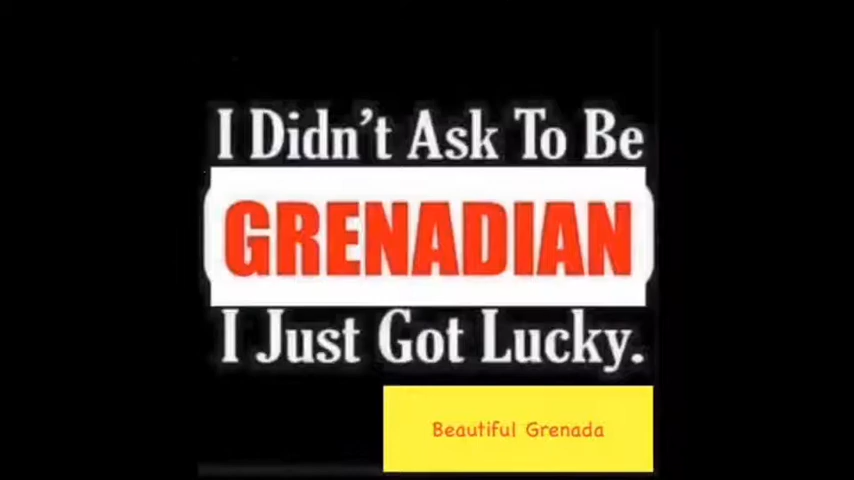 I Didn't Ask To Be
GRENADIAN
I Just Got Lucky.
Beautiful Grenada